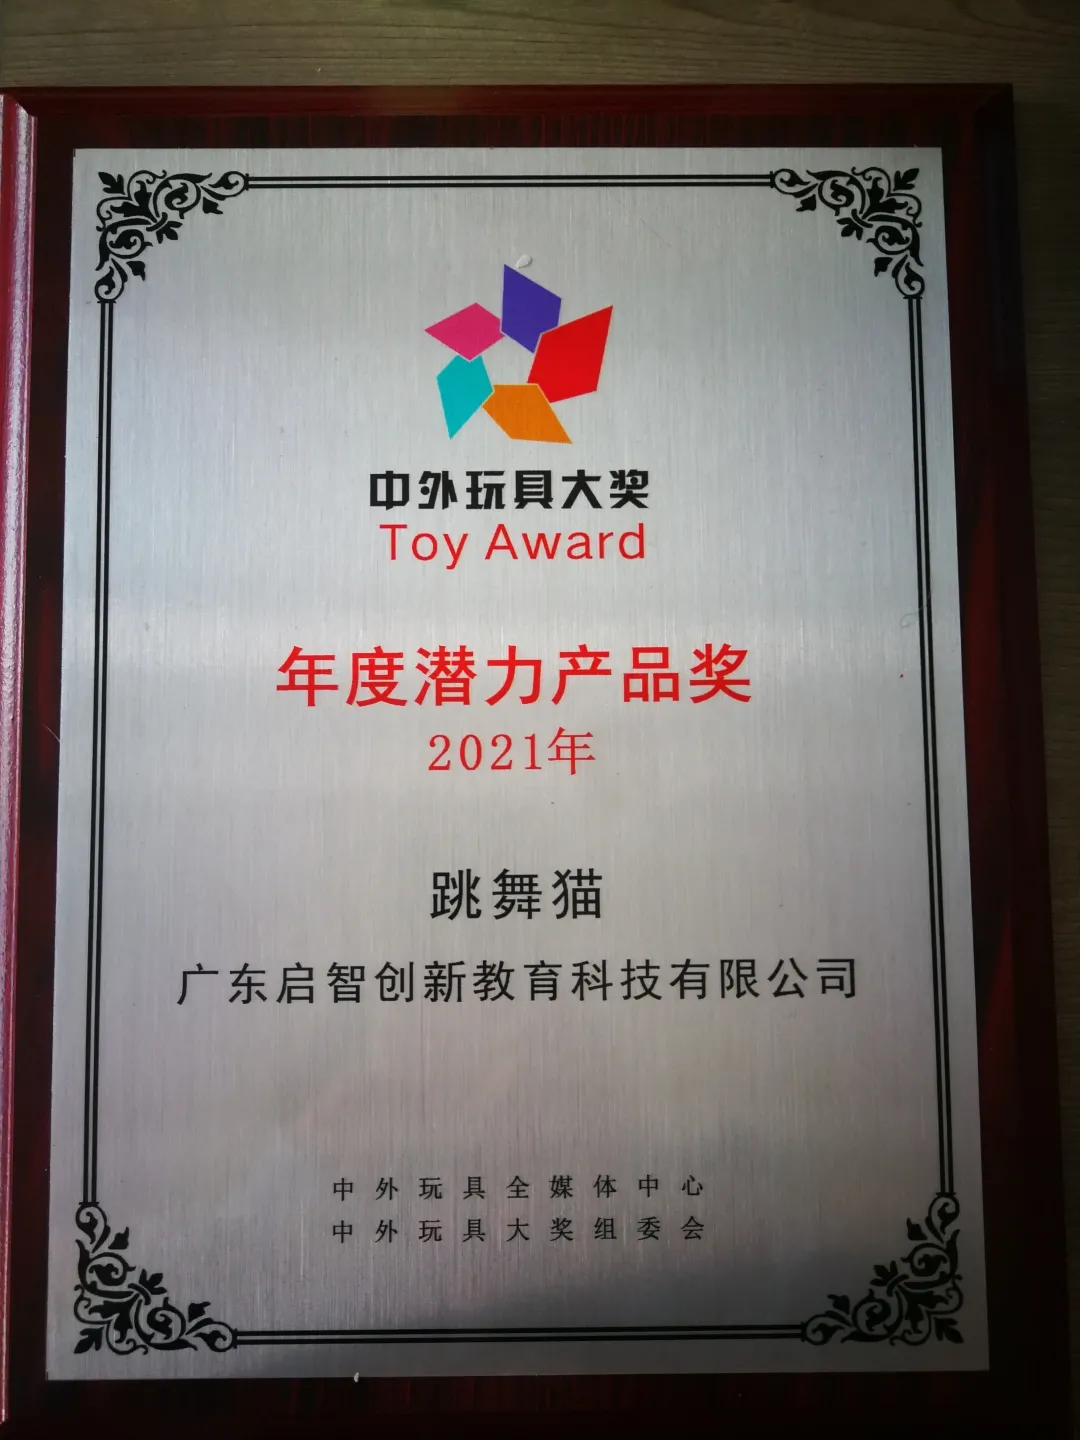 中外玩具大奖
Toy Award
年度潜力产品奖
2021年
跳舞猫
广东启智创新教育科技有限公司
中外玩具全媒体中心
中外玩具大奖组委会